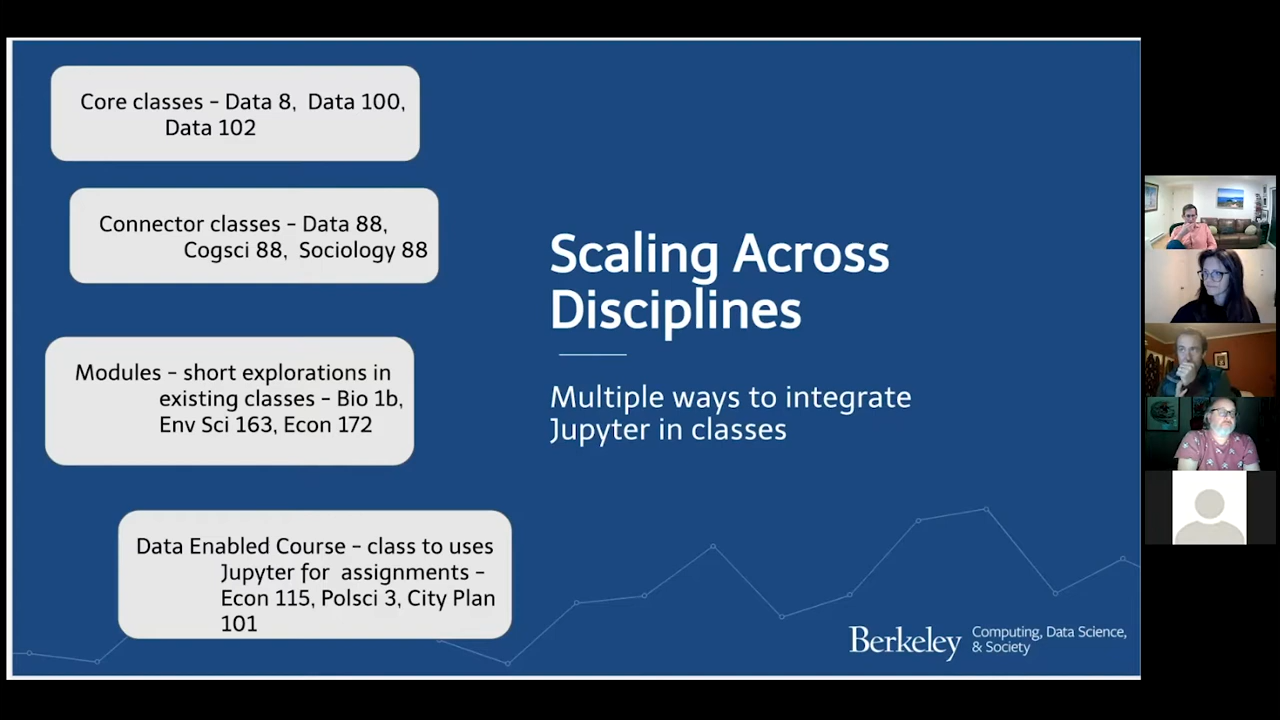 Core classes – Data 8, Data 100,
Data 102
Connector classes – Data 88,
Cogsci 88, Sociology 88
Modules – short explorations in
existing classes – Bio 1b,
Env Sci 163, Econ 172
Data Enabled Course – class to uses
Jupyter for assignments –
Econ 115, Polsci 3, City Plan
101
Scaling Across
Disciplines
Multiple ways to integrate
Jupyter in classes
Berkeley
Computing, Data Science,
& Society